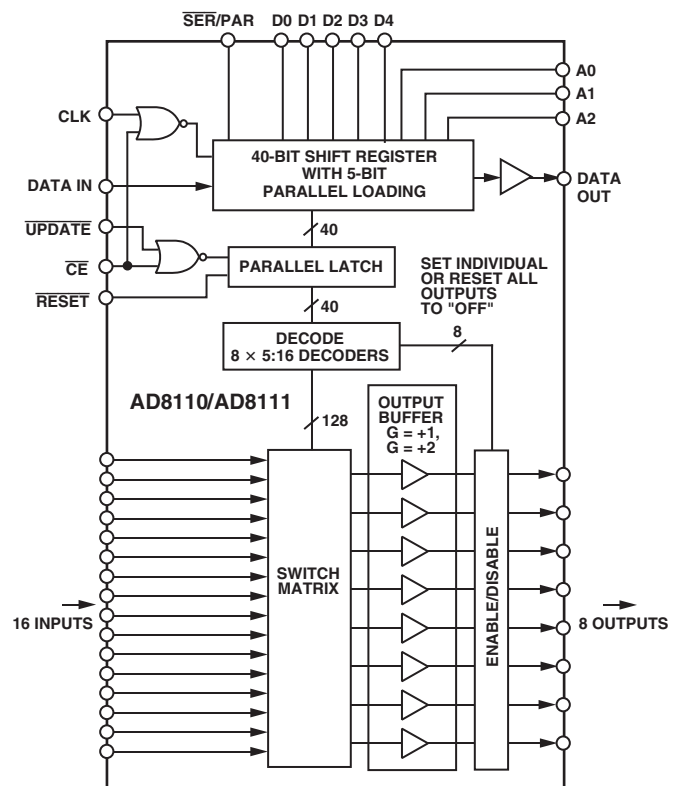 SER/PAR D0 D1 D2 D3 D4
A0
A1
A2
CLK
40-BIT SHIFT REGISTER
WITH 5-BIT
PARALLEL LOADING
DATA IN
DATA
OUT
UPDATE
40
CE
PARALLEL LATCH
SET INDIVIDUAL
OR RESET ALL
OUTPUTS
TO "OFF"
RESET
40
DECODE
8 × 5:16 DECODERS
8
AD8110/AD8111
128
OUTPUT
BUFFER
G = +1,
G = +2
SWITCH
MATRIX
ENABLE/DISABLE
16 INPUTS
8 OUTPUTS